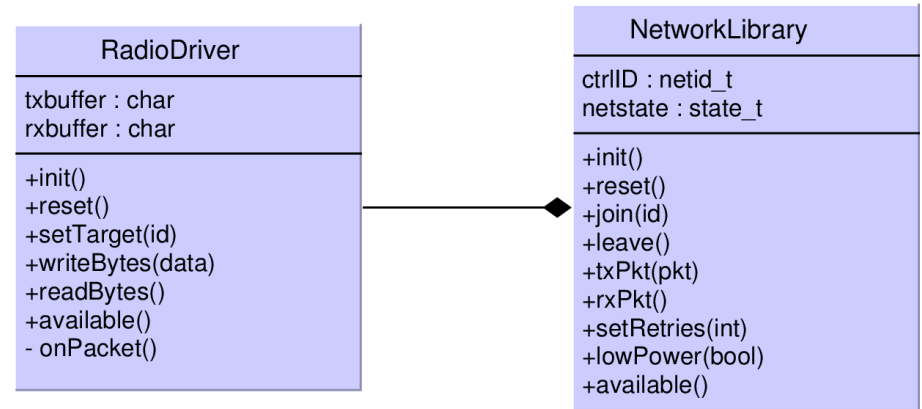 RadioDriver
txbuffer : char
rxbuffer : char
+init()
+reset()
+setTarget(id)
+writeBytes(data)
+readBytes()
+available()
- onPacket()
NetworkLibrary
ctrlID : netid_t
netstate : state_t
+init()
+reset()
+join(id)
+leave()
+txPkt(pkt)
+rxPkt()
+setRetries(int)
+lowPower(bool)
+available()